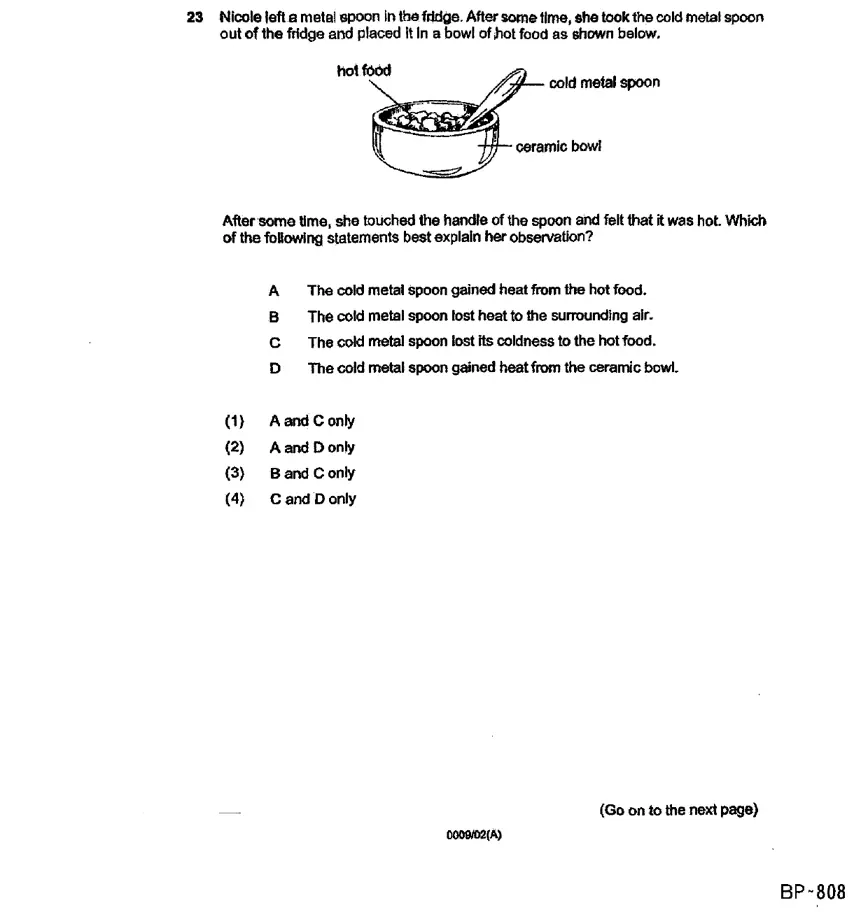 23 Nicole left a metal spoon in the fridge. After some time, she took the cold metal spoon
out of the fridge and placed it in a bowl of hot food as shown below.
hot food
cold metal spoon
ceramic bowl
After some time, she touched the handle of the spoon and felt that it was hot. Which
of the following statements best explain her observation?
A The cold metal spoon gained heat from the hot food.
B The cold metal spoon lost heat to the surrounding air.
C The cold metal spoon lost its coldness to the hot food.
D The cold metal spoon gained heat from the ceramic bowl.
(1) A and C only
(2) A and D only
(3) B and C only
(4) C and D only
(Go on to the next page)
0009/02(A)
BP-808